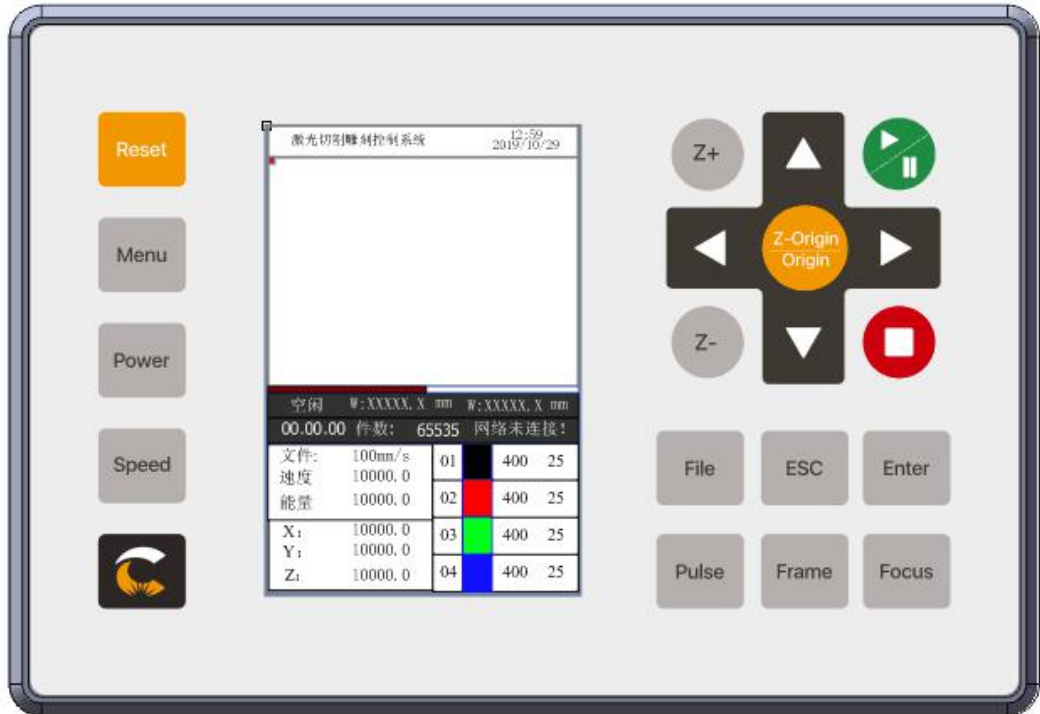 Reset
Menu
Power
Speed
激光切割雕刻控制系统
12:59
2019/10/29
空闲 W:XXXXX.X mm W:XXXXX.X mm
00.00.00 件数: 65535 网络未连接!
文件: 100mm/s
速度 10000.0
能量 10000.0
X: 10000.0
Y: 10000.0
Z: 10000.0
01 400 25
02 400 25
03 400 25
04 400 25
Z+
Z-Origin
Origin
Z-
File ESC Enter
Pulse Frame Focus